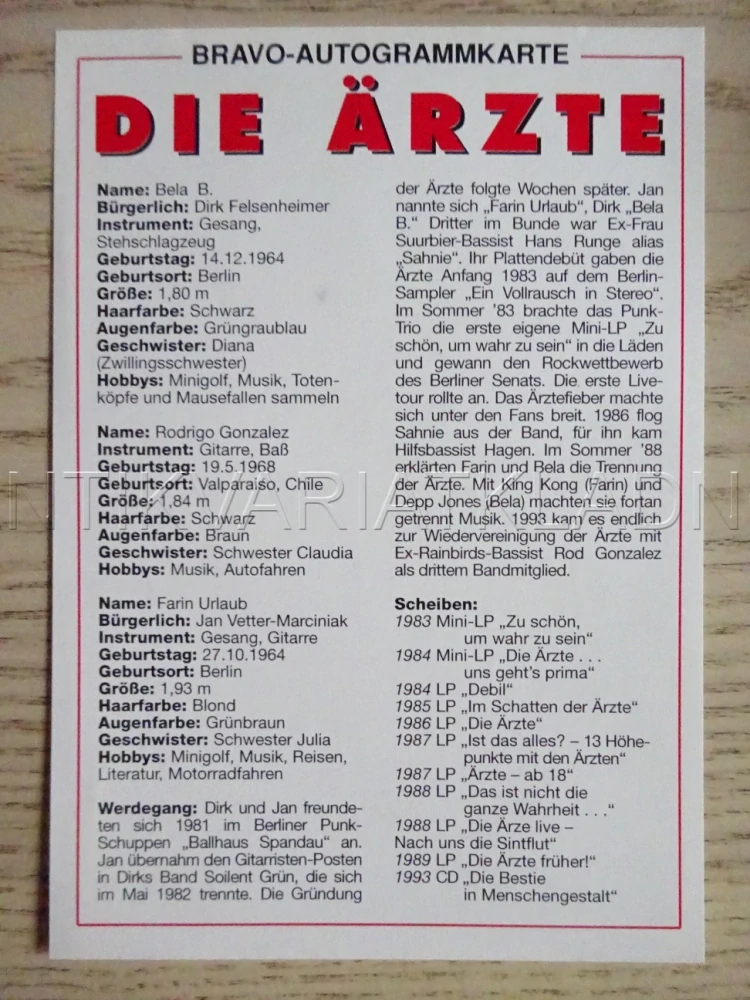 BRAVO-AUTOGRAMMKARTE
DIE ÄRZTE
Name: Bela B.
Bürgerlich: Dirk Felsenheimer
Instrument: Gesang,
Stehschlagzeug
Geburtstag: 14.12.1964
Geburtsort: Berlin
Größe: 1,80 m
Haarfarbe: Schwarz
Augenfarbe: Grüngraublau
Geschwister: Diana
(Zwillingsschwester)
Hobbys: Minigolf, Musik, Toten-
köpfe und Mausefallen sammeln
Name: Rodrigo Gonzalez
Instrument: Gitarre, Baß
Geburtstag: 19.5.1968
Geburtsort: Valparaiso, Chile
Größe: 1,84 m
Haarfarbe: Schwarz
Augenfarbe: Braun
Geschwister: Schwester Claudia
Hobbys: Musik, Autofahren
Name: Farin Urlaub
Bürgerlich: Jan Vetter-Marciniak
Instrument: Gesang, Gitarre
Geburtstag: 27.10.1964
Geburtsort: Berlin
Größe: 1,93 m
Haarfarbe: Blond
Augenfarbe: Grünbraun
Geschwister: Schwester Julia
Hobbys: Minigolf, Musik, Reisen,
Literatur, Motorradfahren
Werdegang: Dirk und Jan freunde-
ten sich 1981 im Berliner Punk-
Schuppen „Ballhaus Spandau“ an.
Jan übernahm den Gitarristen-Posten
in Dirks Band Soilent Grün, die sich
im Mai 1982 trennte. Die Gründung
der Ärzte folgte Wochen später. Jan
nannte sich „Farin Urlaub“, Dirk „Bela
B.“ Dritter im Bunde war Ex-Frau
Suurbier-Bassist Hans Runge alias
„Sahnie“. Ihr Plattendebüt gaben die
Ärzte Anfang 1983 auf dem Berlin-
Sampler „Ein Vollrausch in Stereo“.
Im Sommer ’83 brachte das Punk-
Trio die erste eigene Mini-LP „Zu
schön, um wahr zu sein“ in die Läden
und gewann den Rockwettbewerb
des Berliner Senats. Die erste Live-
tour rollte an. Das Ärztefieber machte
sich unter den Fans breit. 1986 flog
Sahnie aus der Band, für ihn kam
Hilfsbassist Hagen. Im Sommer ’88
erklärten Farin und Bela die Trennung
der Ärzte. Mit King Kong (Farin) und
Depp Jones (Bela) machten sie fortan
getrennt Musik. 1993 kam es endlich
zur Wiedervereinigung der Ärzte mit
Ex-Rainbirds-Bassist Rod Gonzalez
als drittem Bandmitglied.
Scheiben:
1983 Mini-LP „Zu schön,
um wahr zu sein“
1984 Mini-LP „Die Ärzte . . .
uns geht’s prima“
1984 LP „Debil“
1985 LP „Im Schatten der Ärzte“
1986 LP „Die Ärzte“
1987 LP „Ist das alles? – 13 Höhe-
punkte mit den Ärzten“
1987 LP „Ärzte – ab 18“
1988 LP „Das ist nicht die
ganze Wahrheit . . .“
1988 LP „Die Ärze live –
Nach uns die Sintflut“
1989 LP „Die Ärzte früher!“
1993 CD „Die Bestie
in Menschengestalt“